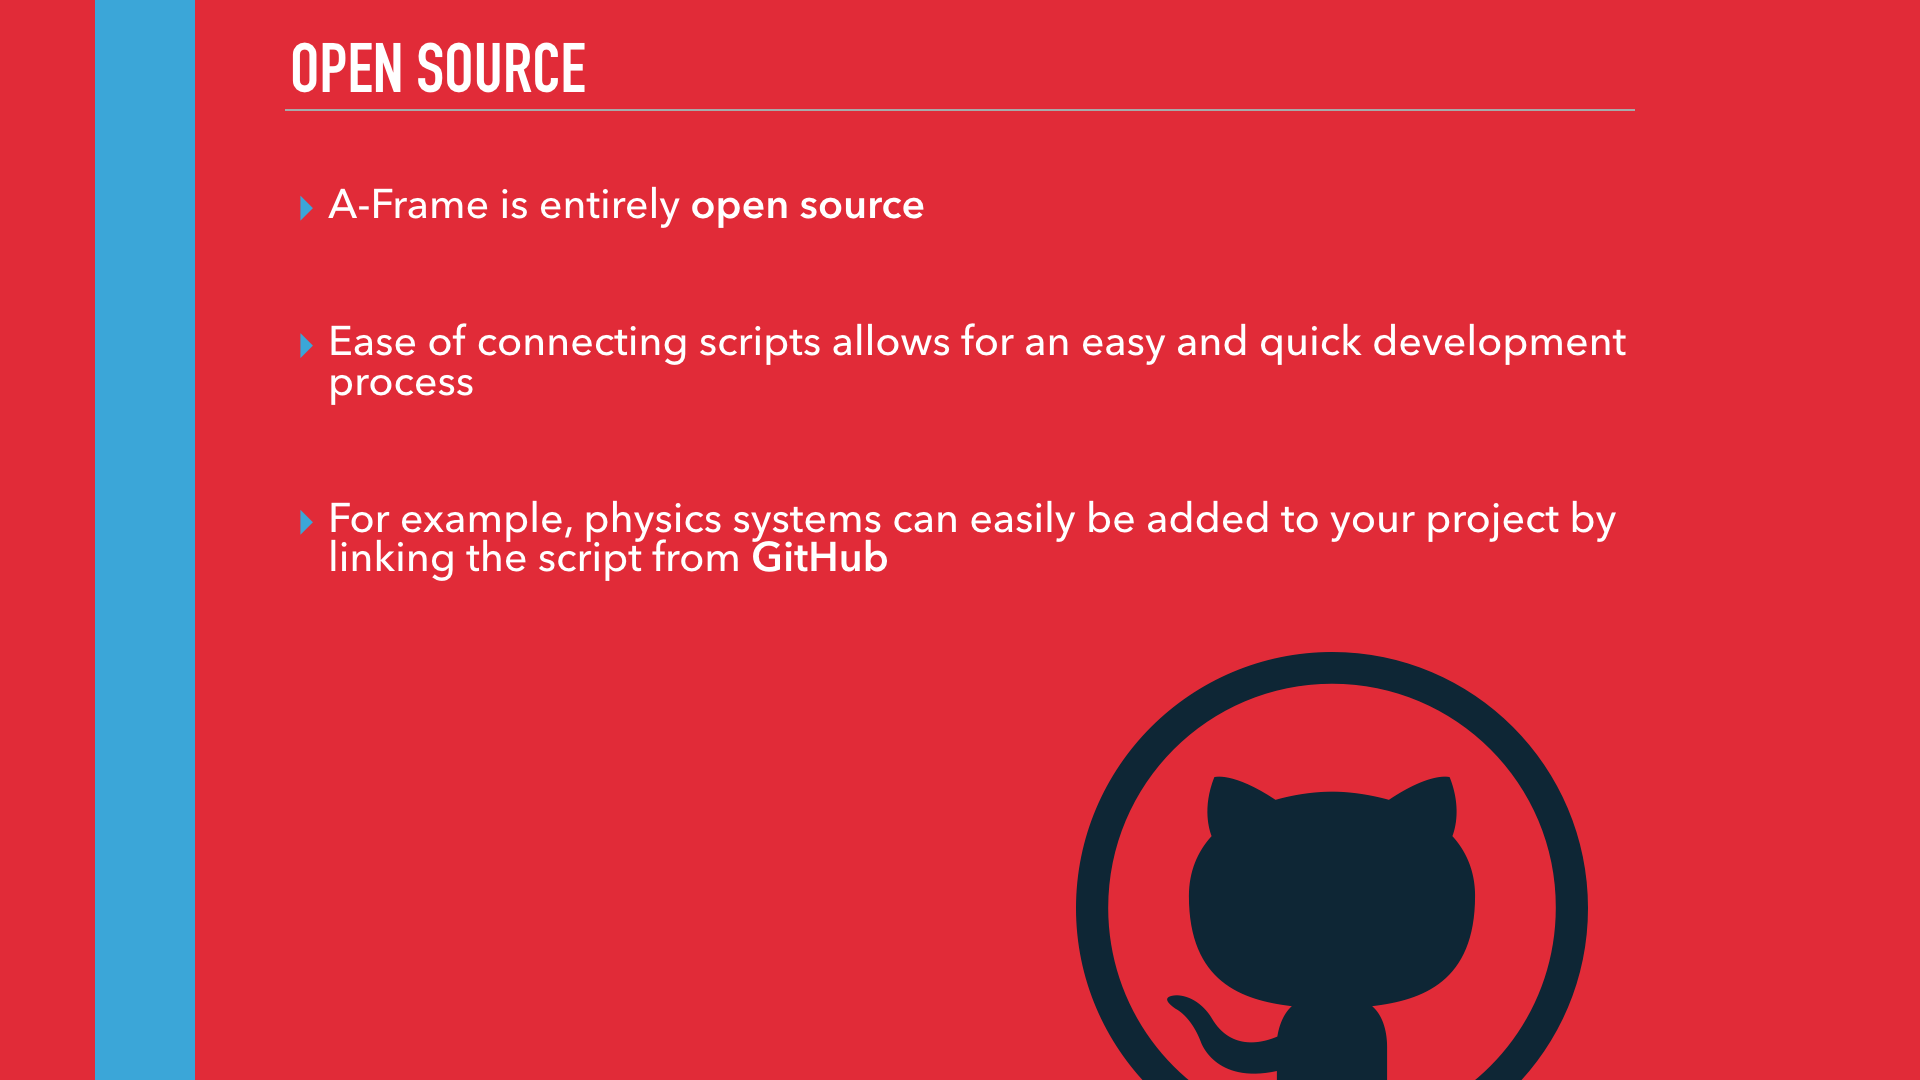 OPEN SOURCE
A-Frame is entirely open source
Ease of connecting scripts allows for an easy and quick development
process
For example, physics systems can easily be added to your project by
linking the script from GitHub